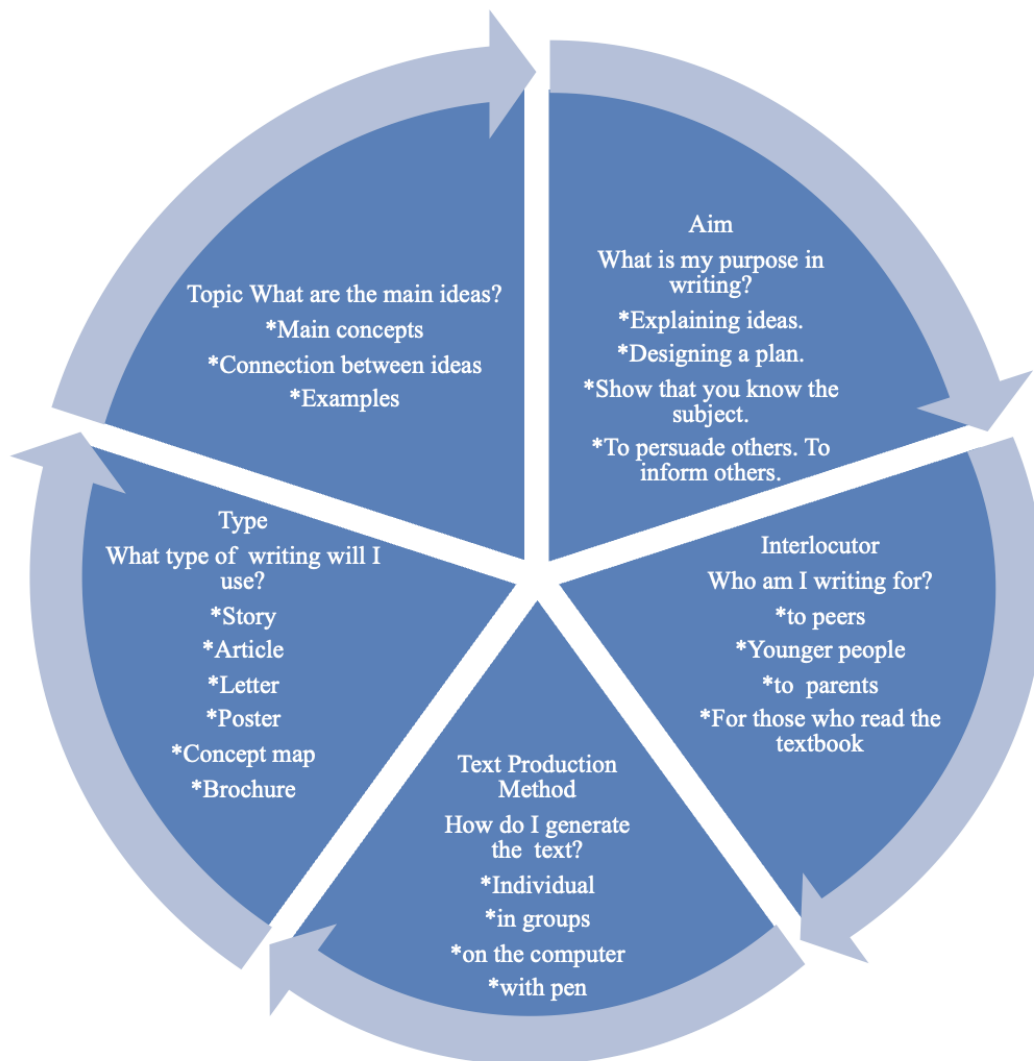 Aim
What is my purpose in
writing?
*Explaining ideas.
*Designing a plan.
*Show that you know the
subject.
*To persuade others. To
inform others.
Interlocutor
Who am I writing for?
*to peers
*Younger people
*to  parents
*For those who read the
textbook
Text Production
Method
How do I generate
the  text?
*Individual
*in groups
*on the computer
*with pen
Type
What type of  writing will I
use?
*Story
*Article
*Letter
*Poster
*Concept map
*Brochure
Topic What are the main ideas?
*Main concepts
*Connection between ideas
*Examples